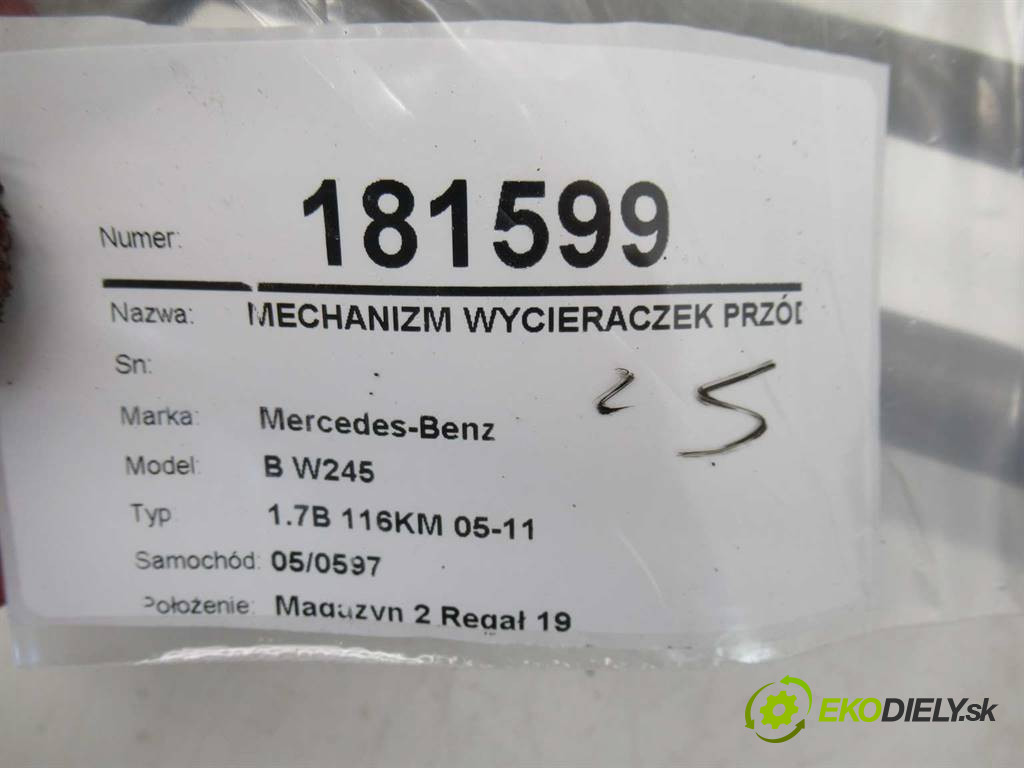 Numer: 181599
Nazwa: MECHANIZM WYCIERACZEK PRZÓD
Sn:
Marka: Mercedes-Benz
Model: B W245
Typ: 1.7B 116KM 05-11
Samochód: 05/0597
Położenie: Magazyn 2 Regał 19
25
EKODIELY.sk